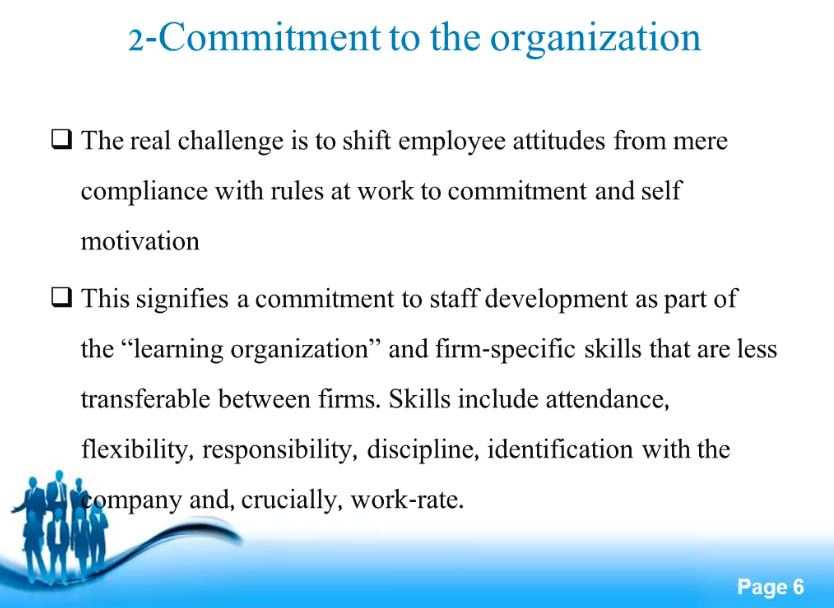 2-Commitment to the organization
❑ The real challenge is to shift employee attitudes from mere
compliance with rules at work to commitment and self
motivation
❑ This signifies a commitment to staff development as part of
the “learning organization” and firm-specific skills that are less
transferable between firms. Skills include attendance,
flexibility, responsibility, discipline, identification with the
company and, crucially, work-rate.
Page 6